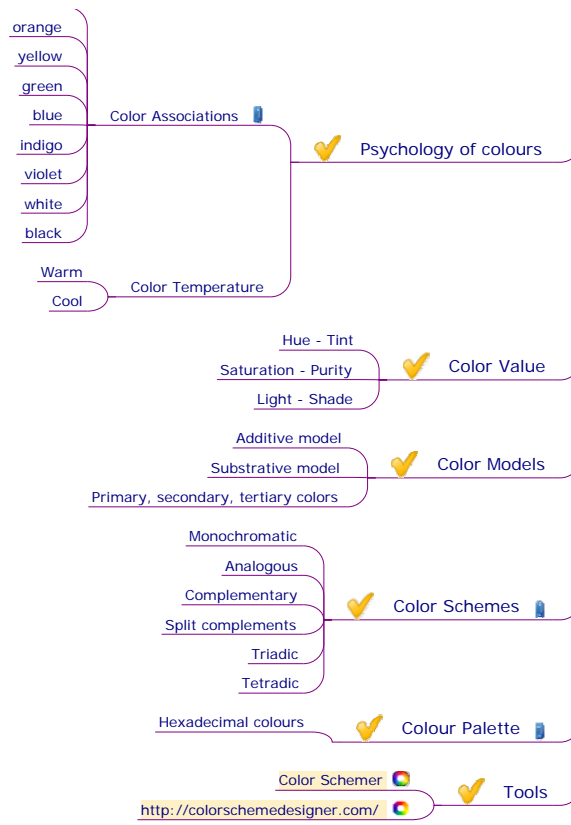 orange
yellow
green
blue
indigo
violet
white
black
Color Associations
Psychology of colours
Warm
Cool
Color Temperature
Hue - Tint
Saturation - Purity
Light - Shade
Color Value
Additive model
Substrative model
Primary, secondary, tertiary colors
Color Models
Monochromatic
Analogous
Complementary
Split complements
Triadic
Tetradic
Color Schemes
Hexadecimal colours
Colour Palette
Color Schemer
http://colorschemedesigner.com/
Tools